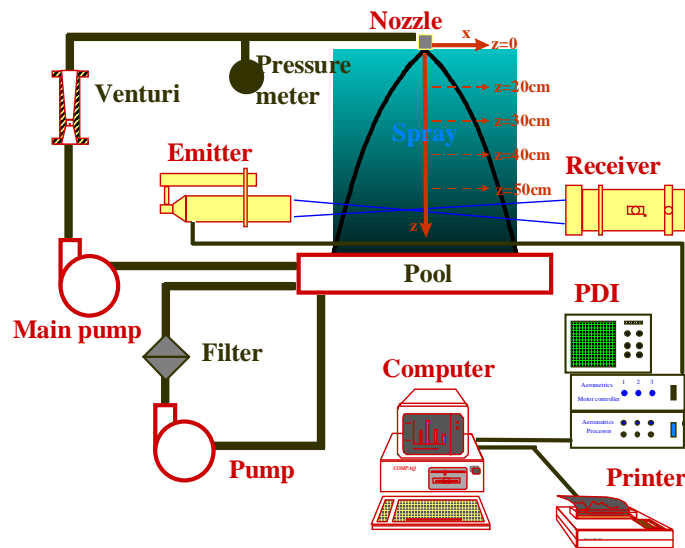 Nozzle
x
z=0
Pressure
meter
Venturi
z=20cm
z=30cm
Spray
z=40cm
Emitter
Receiver
z=50cm
z
Pool
PDI
Main pump
Filter
Computer
Aerometrics 1 2 3
Motor controller
Aerometrics
Processor
COMPAQ
Pump
Printer